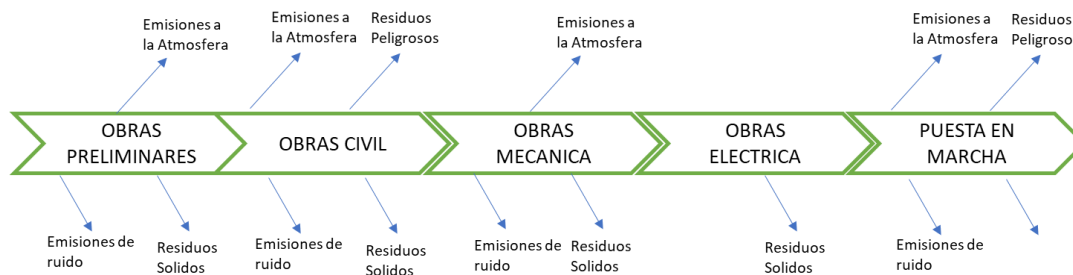 Emisiones a
la Atmosfera
Emisiones a
la Atmosfera
Residuos
Peligrosos
Emisiones a
la Atmosfera
Emisiones a
la Atmosfera
Residuos
Peligrosos
OBRAS
PRELIMINARES
OBRAS CIVIL
OBRAS
MECANICA
OBRAS
ELECTRICA
PUESTA EN
MARCHA
Emisiones de
ruido
Residuos
Solidos
Emisiones de
ruido
Residuos
Solidos
Emisiones de
ruido
Residuos
Solidos
Residuos
Solidos
Emisiones de
ruido